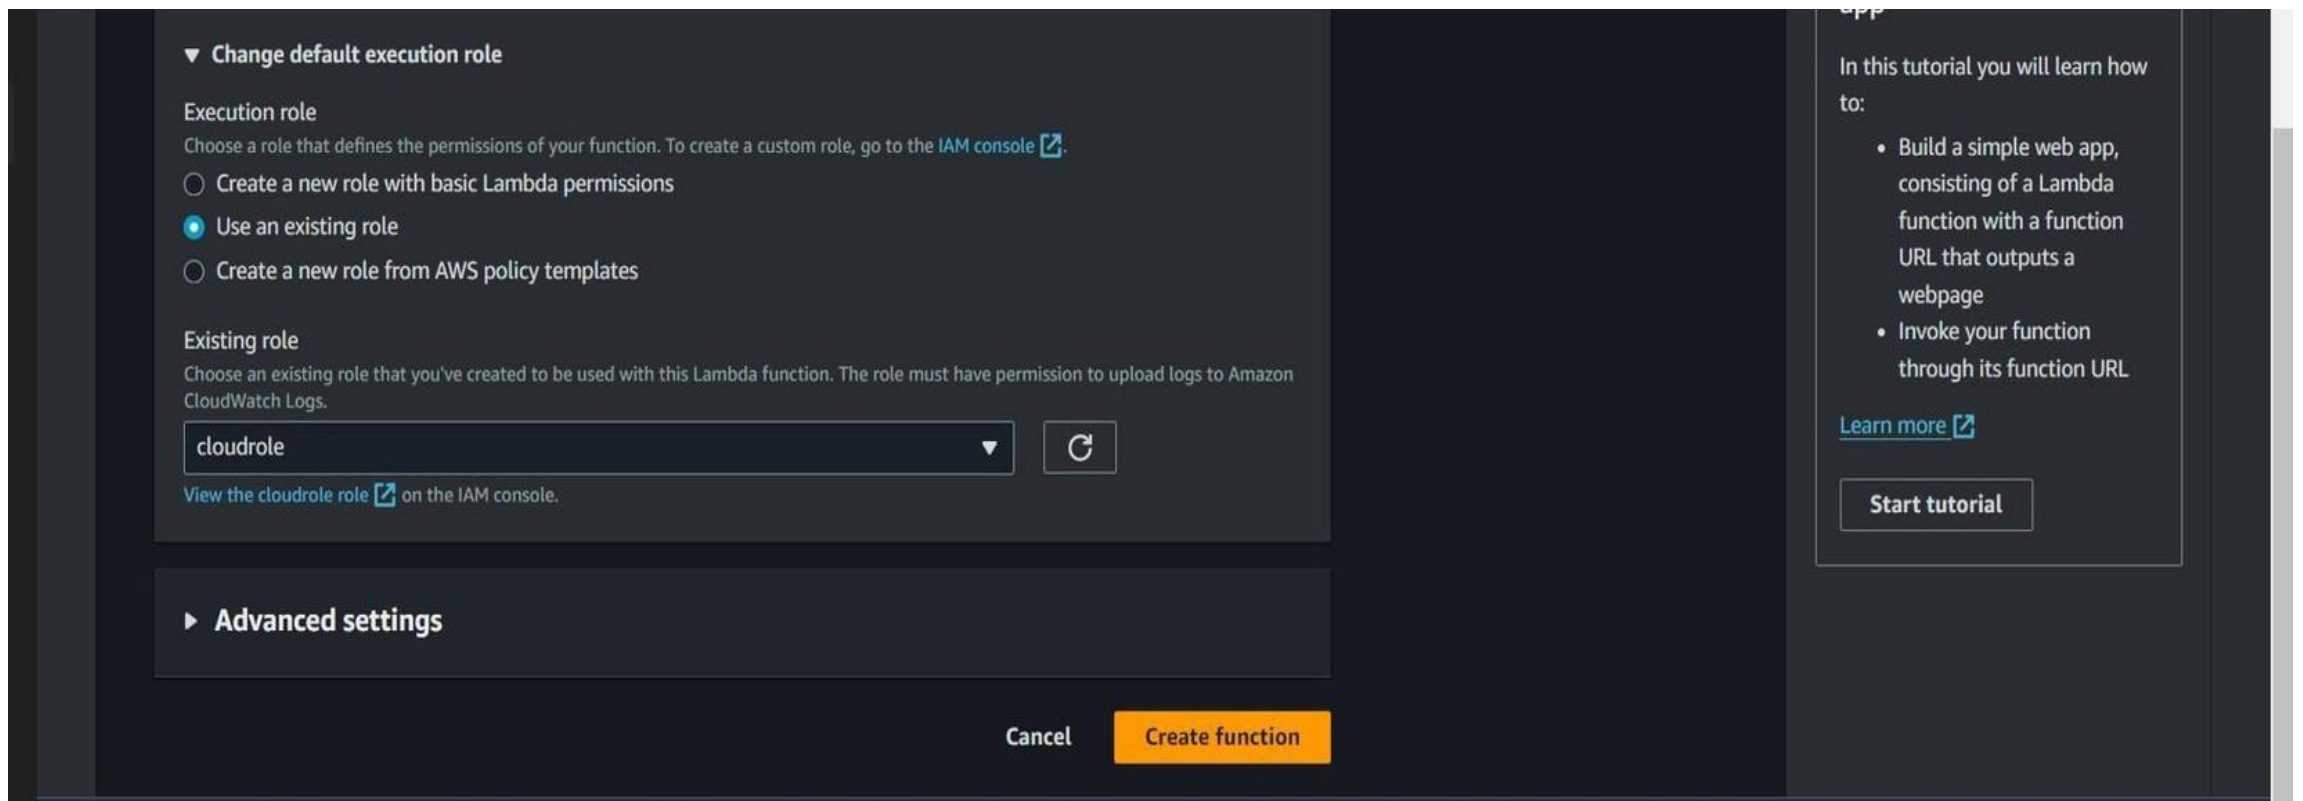 Change default execution role
Execution role
Choose a role that defines the permissions of your function. To create a custom role, go to the IAM console.
Create a new role with basic Lambda permissions
Use an existing role
Create a new role from AWS policy templates
Existing role
Choose an existing role that you've created to be used with this Lambda function. The role must have permission to upload logs to Amazon
CloudWatch Logs.
cloudrole
View the cloudrole role on the IAM console.
Advanced settings
Cancel
Create function
app
In this tutorial you will learn how
to:
• Build a simple web app,
consisting of a Lambda
function with a function
URL that outputs a
webpage
• Invoke your function
through its function URL
Learn more
Start tutorial